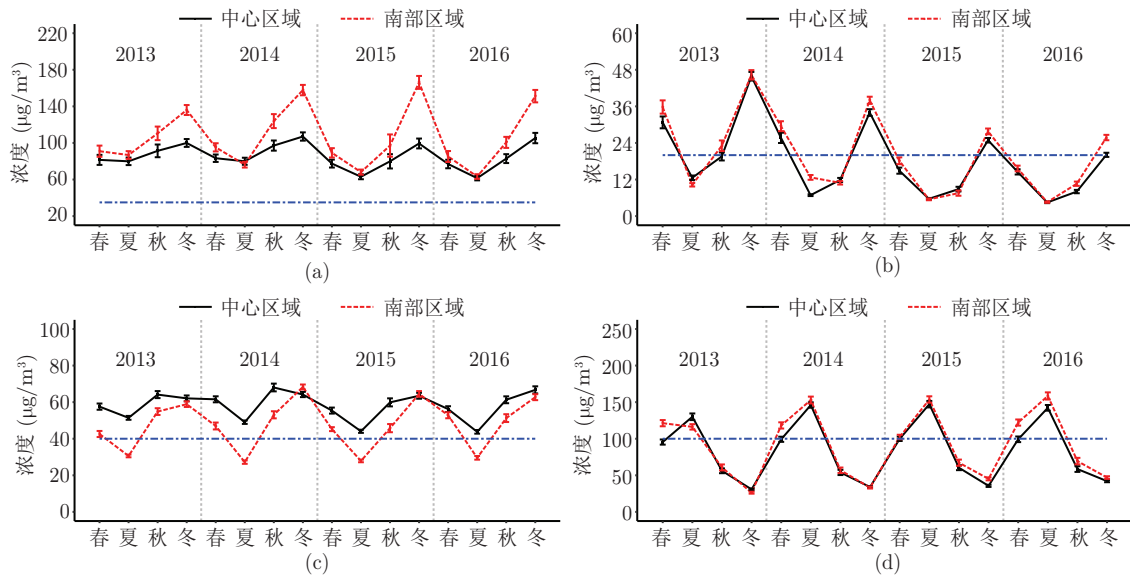 中心区域 南部区域
浓度 (µg/m³)
220
180
140
100
60
20
2013 2014 2015 2016
春 夏 秋 冬 春 夏 秋 冬 春 夏 秋 冬 春 夏 秋 冬
(a)
中心区域 南部区域
浓度 (µg/m³)
60
48
36
24
12
0
2013 2014 2015 2016
春 夏 秋 冬 春 夏 秋 冬 春 夏 秋 冬 春 夏 秋 冬
(b)
中心区域 南部区域
浓度 (µg/m³)
100
80
60
40
20
0
2013 2014 2015 2016
春 夏 秋 冬 春 夏 秋 冬 春 夏 秋 冬 春 夏 秋 冬
(c)
中心区域 南部区域
浓度 (µg/m³)
250
200
150
100
50
0
2013 2014 2015 2016
春 夏 秋 冬 春 夏 秋 冬 春 夏 秋 冬 春 夏 秋 冬
(d)